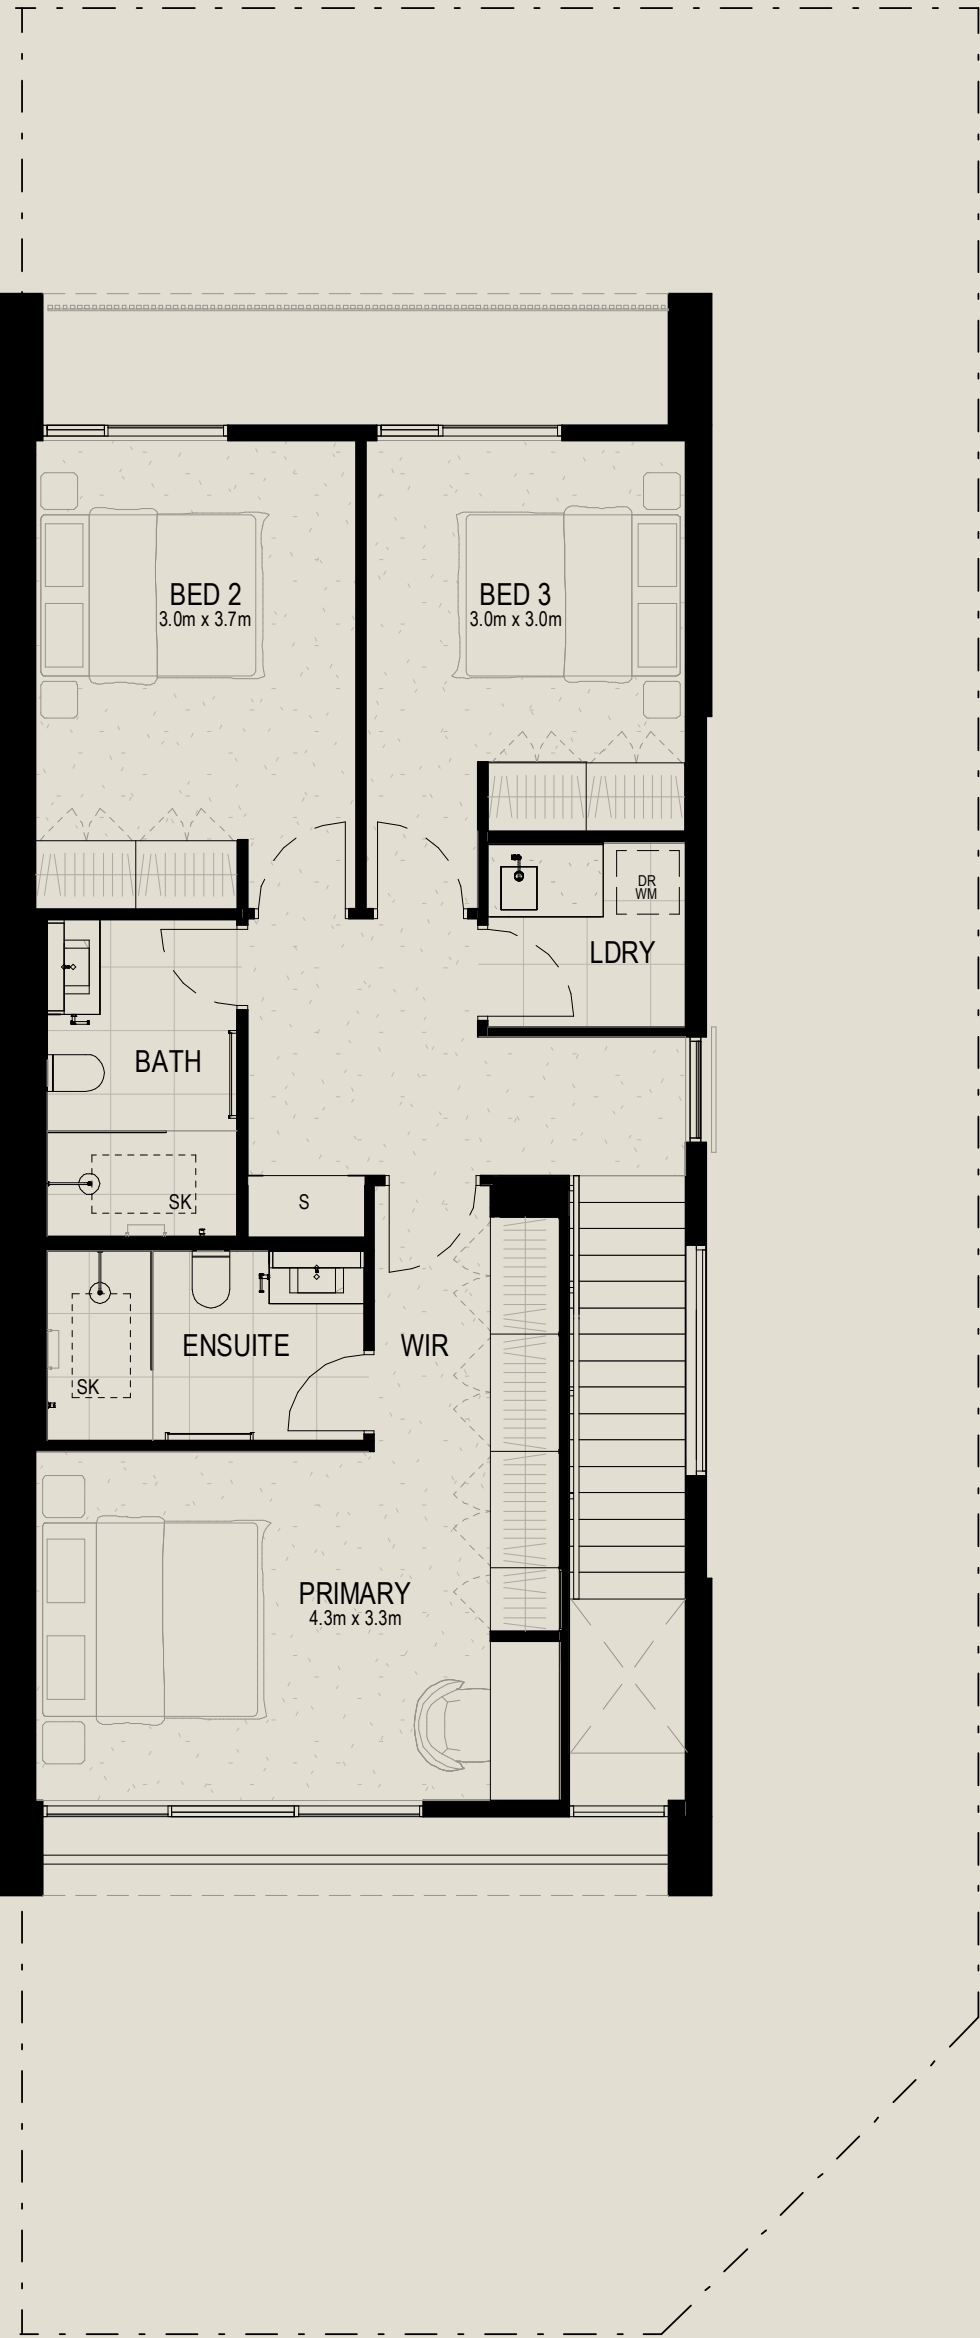 BED 2
3.0m x 3.7m
BED 3
3.0m x 3.0m
DR
WM
LDRY
BATH
SK
S
ENSUITE
WIR
SK
PRIMARY
4.3m x 3.3m